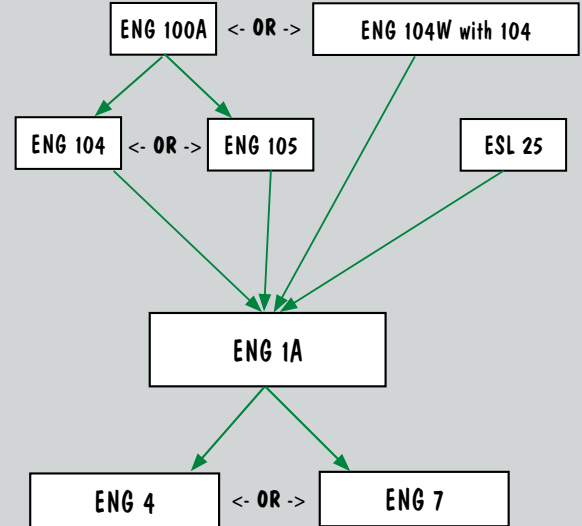 ENG 100A <- OR -> ENG 104W with 104
ENG 104 <- OR -> ENG 105 ESL 25
ENG 1A
ENG 4 <- OR -> ENG 7